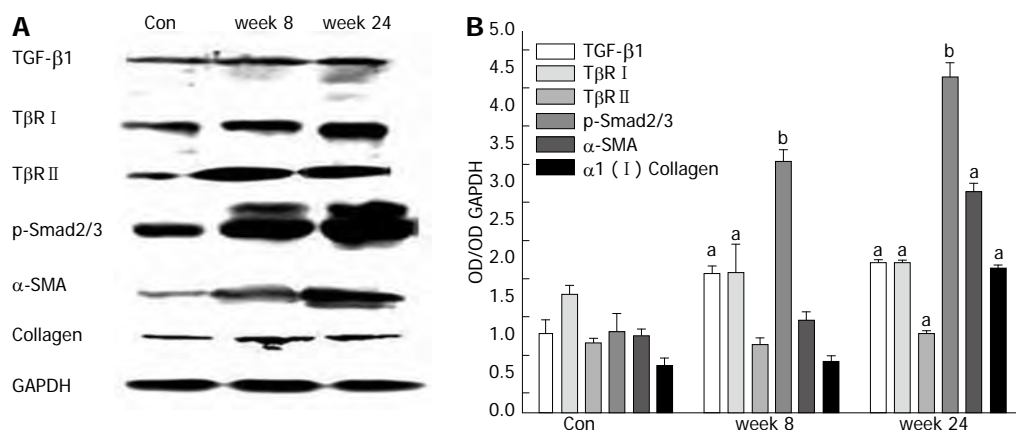 A
Con week 8 week 24
TGF-β1
TβR Ⅰ
TβR Ⅱ
p-Smad2/3
α-SMA
Collagen
GAPDH
B
OD/OD GAPDH
5.0
4.5
3.5
3.0
2.5
2.0
1.5
1.0
0.5
0.0
TGF-β1
TβR Ⅰ
TβR Ⅱ
p-Smad2/3
α-SMA
α1 (Ⅰ) Collagen
a a b
a a a b a a
Con week 8 week 24